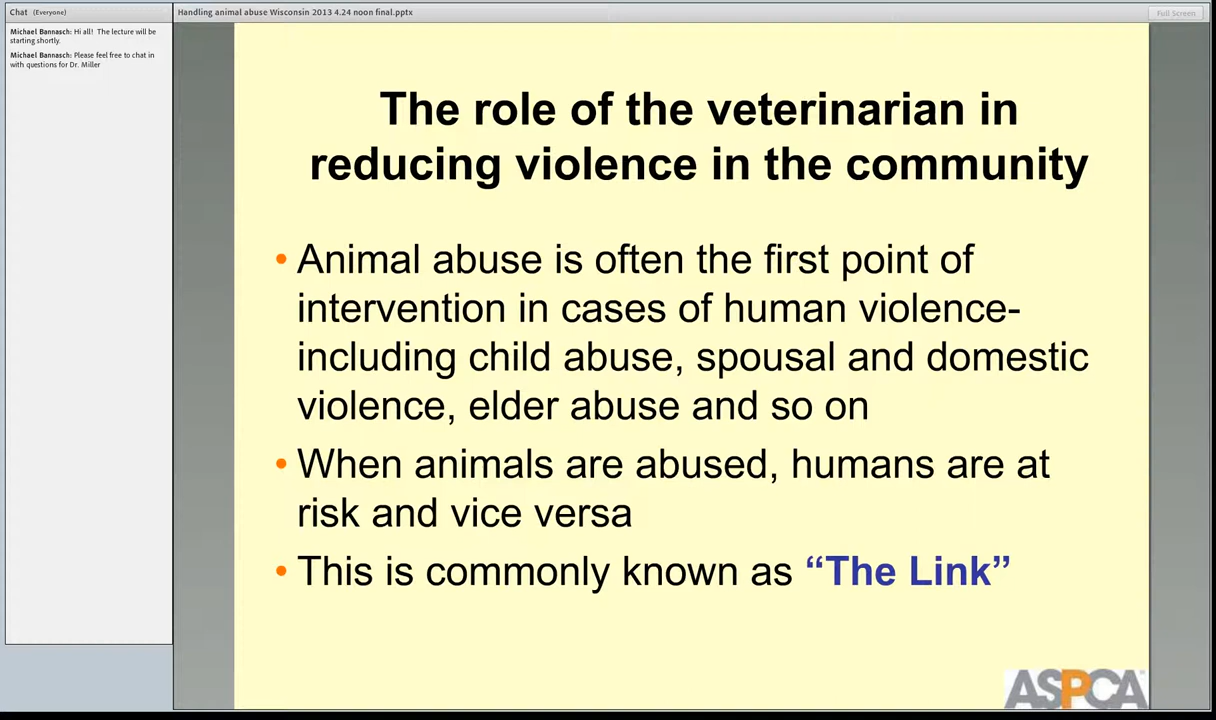 Chat (Everyone)
Michael Bannasch: Hi all! The lecture will be
starting shortly.
Michael Bannasch: Please feel free to chat in
with questions for Dr. Miller
Handling animal abuse Wisconsin 2013 4.24 noon final.pptx
Full Screen
The role of the veterinarian in
reducing violence in the community
• Animal abuse is often the first point of
intervention in cases of human violence-
including child abuse, spousal and domestic
violence, elder abuse and so on
• When animals are abused, humans are at
risk and vice versa
• This is commonly known as “The Link”
ASPCA